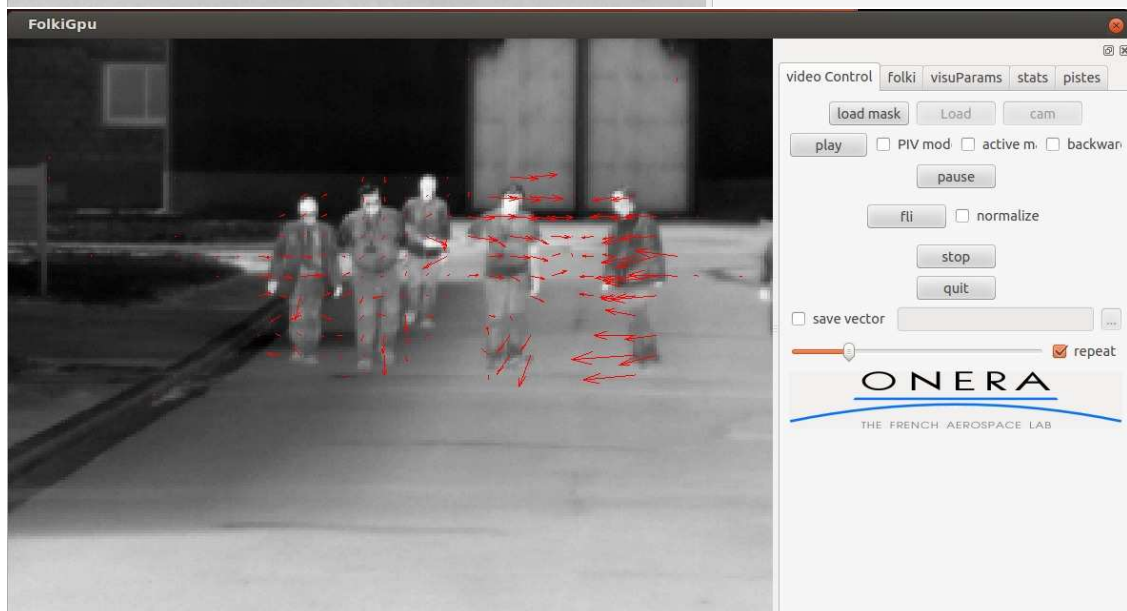 FolkiGpu
video Control folki visuParams stats pistes
load mask Load cam
play PIV mod active m backwar
pause
fli normalize
stop
quit
save vector ...
repeat
ONERA
THE FRENCH AEROSPACE LAB